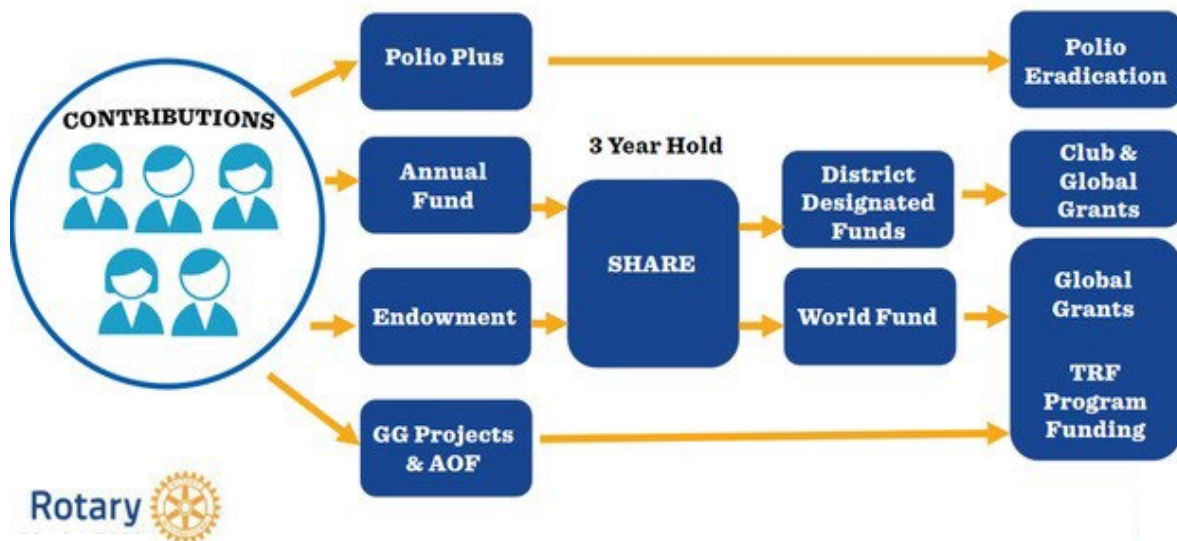 CONTRIBUTIONS
Polio Plus
Polio
Eradication
Annual
Fund
3 Year Hold
SHARE
District
Designated
Funds
Club &
Global
Grants
Endowment
World Fund
Global
Grants
TRF
Program
Funding
GG Projects
& AOF
Rotary